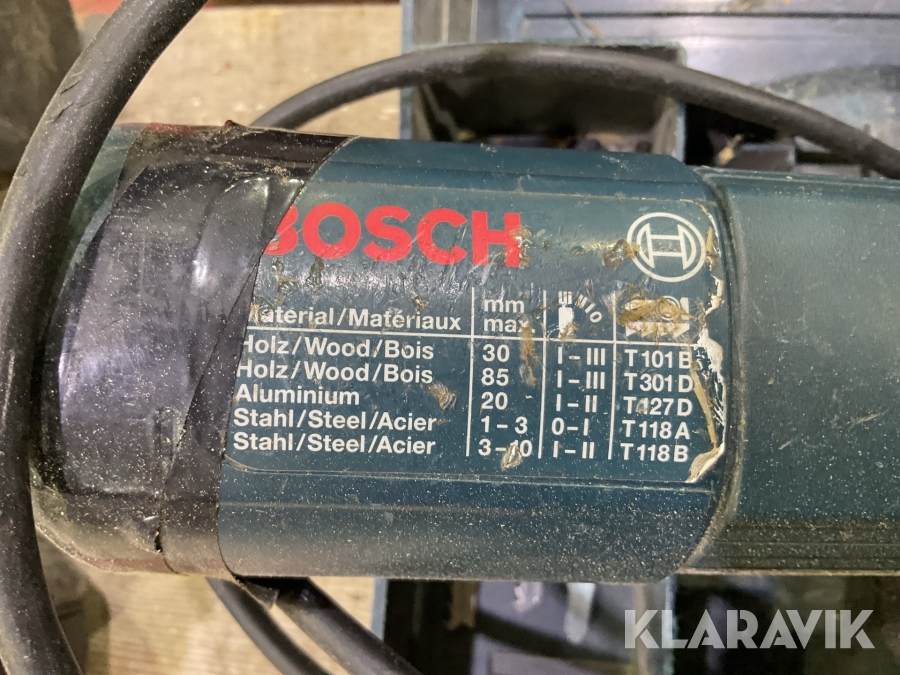 BOSCH
Material/Matériaux mm max
Holz/Wood/Bois 30 I-III T101B
Holz/Wood/Bois 85 I-III T301D
Aluminium 20 I-II T127D
Stahl/Steel/Acier 1-3 0-I T118A
Stahl/Steel/Acier 3-10 I-II T118B
KLARAVIK